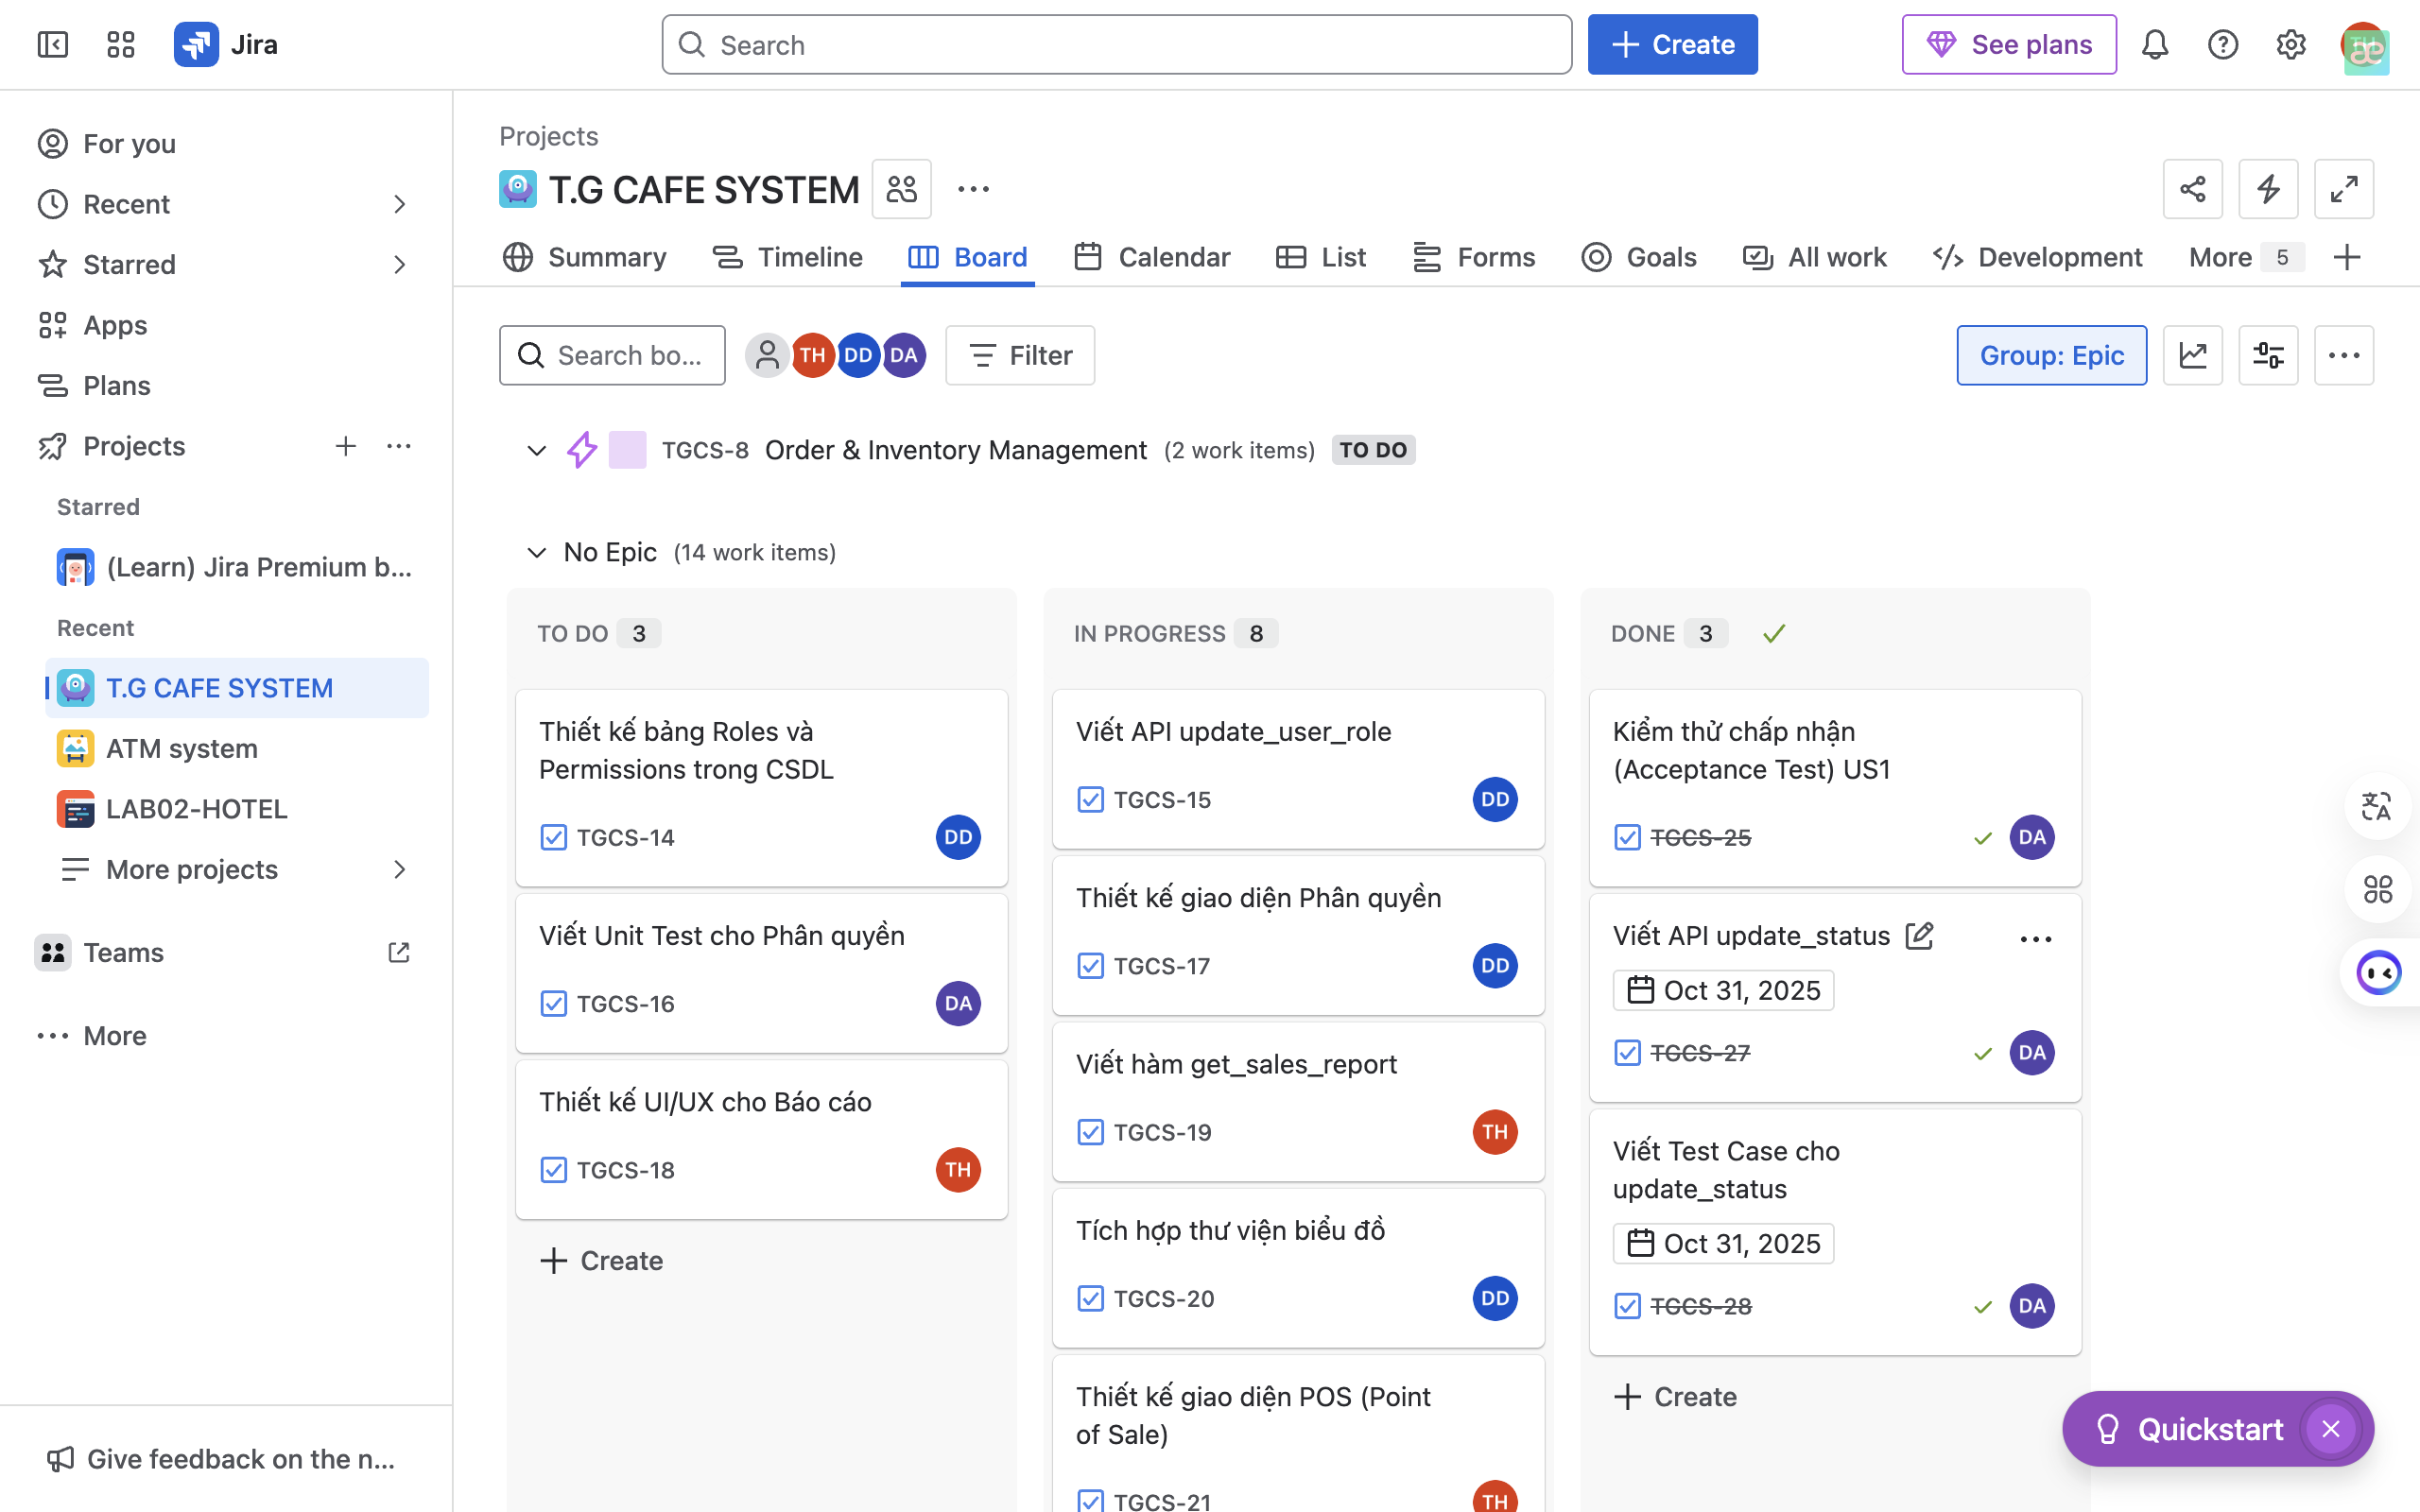 Jira
Search
Create
See plans
For you
Recent
Starred
Apps
Plans
Projects
Starred
(Learn) Jira Premium b...
Recent
T.G CAFE SYSTEM
ATM system
LAB02-HOTEL
More projects
Teams
More
Give feedback on the n...
Projects
T.G CAFE SYSTEM
Summary
Timeline
Board
Calendar
List
Forms
Goals
All work
Development
More 5
Search bo...
TH
DD
DA
Filter
Group: Epic
TGCS-8 Order & Inventory Management (2 work items) TO DO
No Epic (14 work items)
TO DO 3
Thiết kế bảng Roles và
Permissions trong CSDL
TGCS-14
DD
Viết Unit Test cho Phân quyền
TGCS-16
DA
Thiết kế UI/UX cho Báo cáo
TGCS-18
TH
Create
IN PROGRESS 8
Viết API update_user_role
TGCS-15
DD
Thiết kế giao diện Phân quyền
TGCS-17
DD
Viết hàm get_sales_report
TGCS-19
TH
Tích hợp thư viện biểu đồ
TGCS-20
DD
Thiết kế giao diện POS (Point
of Sale)
TGCS-21
TH
DONE 3
Kiểm thử chấp nhận
(Acceptance Test) US1
TGCS-25
DA
Viết API update_status
Oct 31, 2025
TGCS-27
DA
Viết Test Case cho
update_status
Oct 31, 2025
TGCS-28
DA
Create
Quickstart